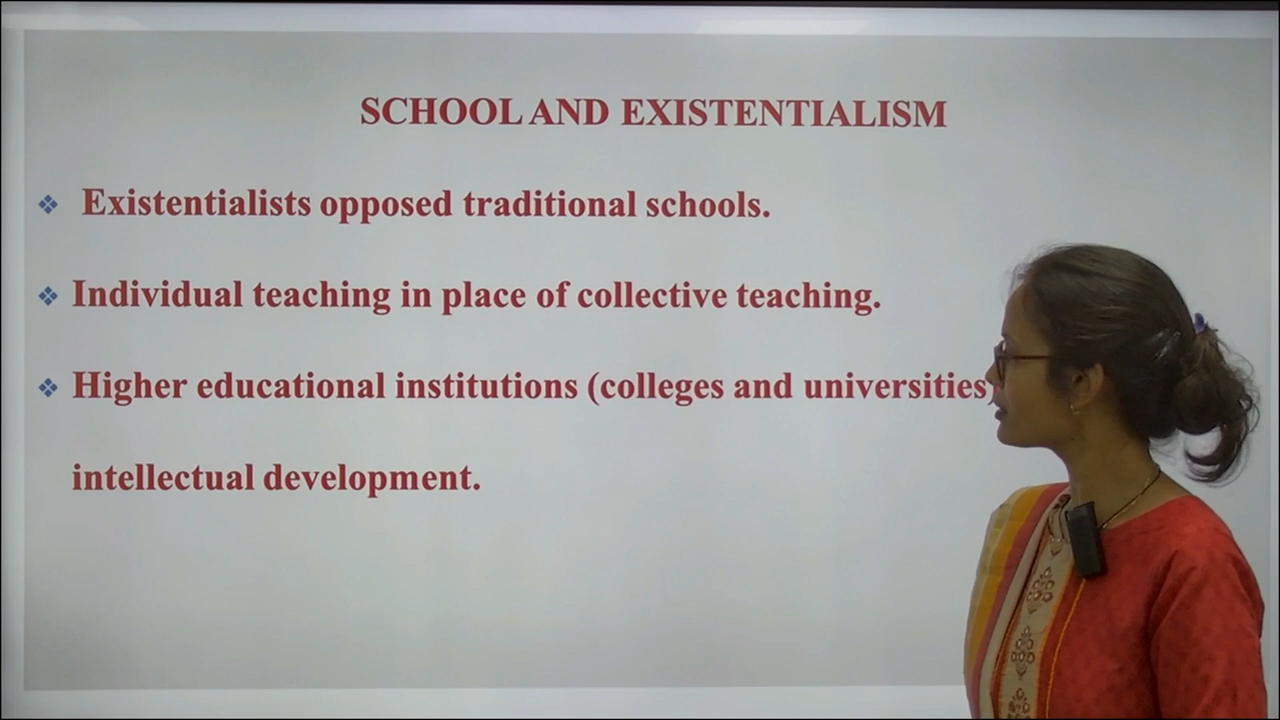 SCHOOL AND EXISTENTIALISM
❖ Existentialists opposed traditional schools.
❖ Individual teaching in place of collective teaching.
❖ Higher educational institutions (colleges and universities)
intellectual development.